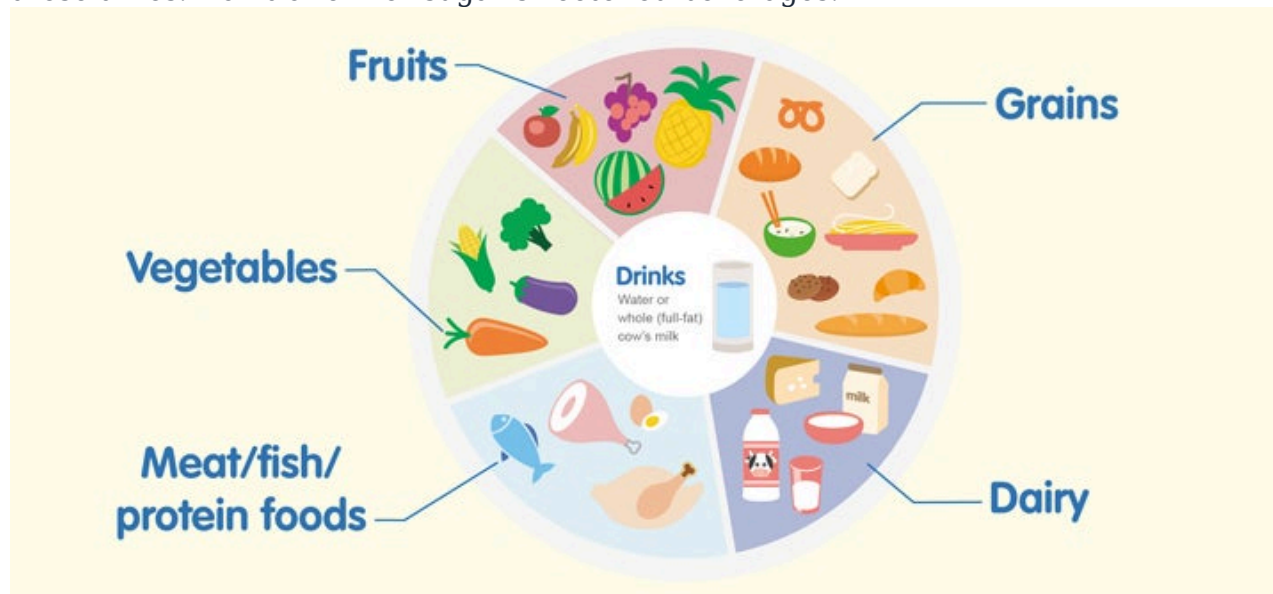 Fruits
Grains
Vegetables
Drinks
Water or
whole (full-fat)
cow's milk
milk
Meat/fish/
protein foods
Dairy